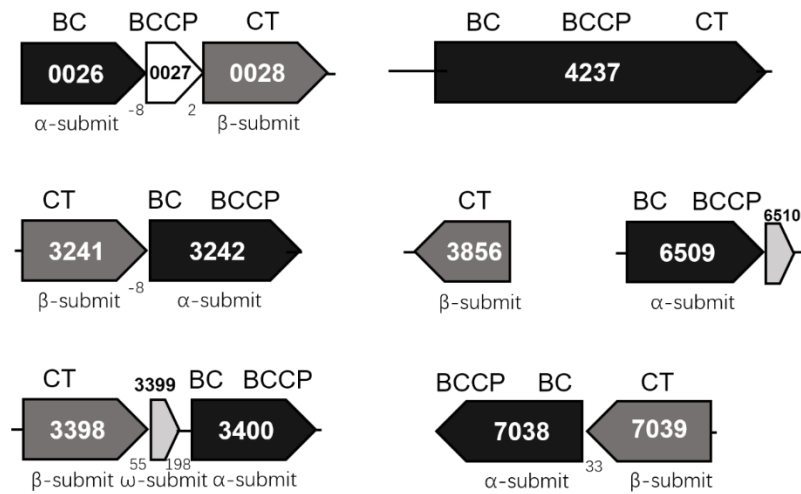 BC BCCP CT
0026 0027 0028
-8 2
α-submit β-submit
BC BCCP CT
4237
CT BC BCCP
3241 3242
-8
β-submit α-submit
CT
3856
β-submit
BC BCCP
6510
6509
α-submit
CT 3399 BC BCCP
3398 3400
55 198
β-submit ω-submit α-submit
BCCP BC CT
7038 7039
33
α-submit β-submit